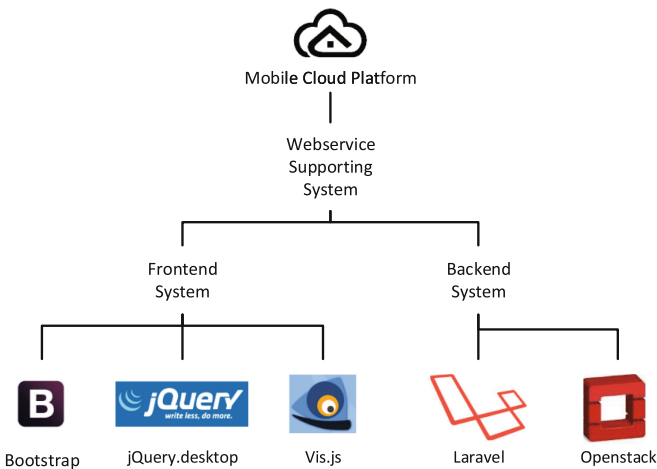 Mobile Cloud Platform
Webservice
Supporting
System
Frontend
System
Backend
System
B
jQuery
write less, do more.
Bootstrap
jQuery.desktop
Vis.js
Laravel
Openstack